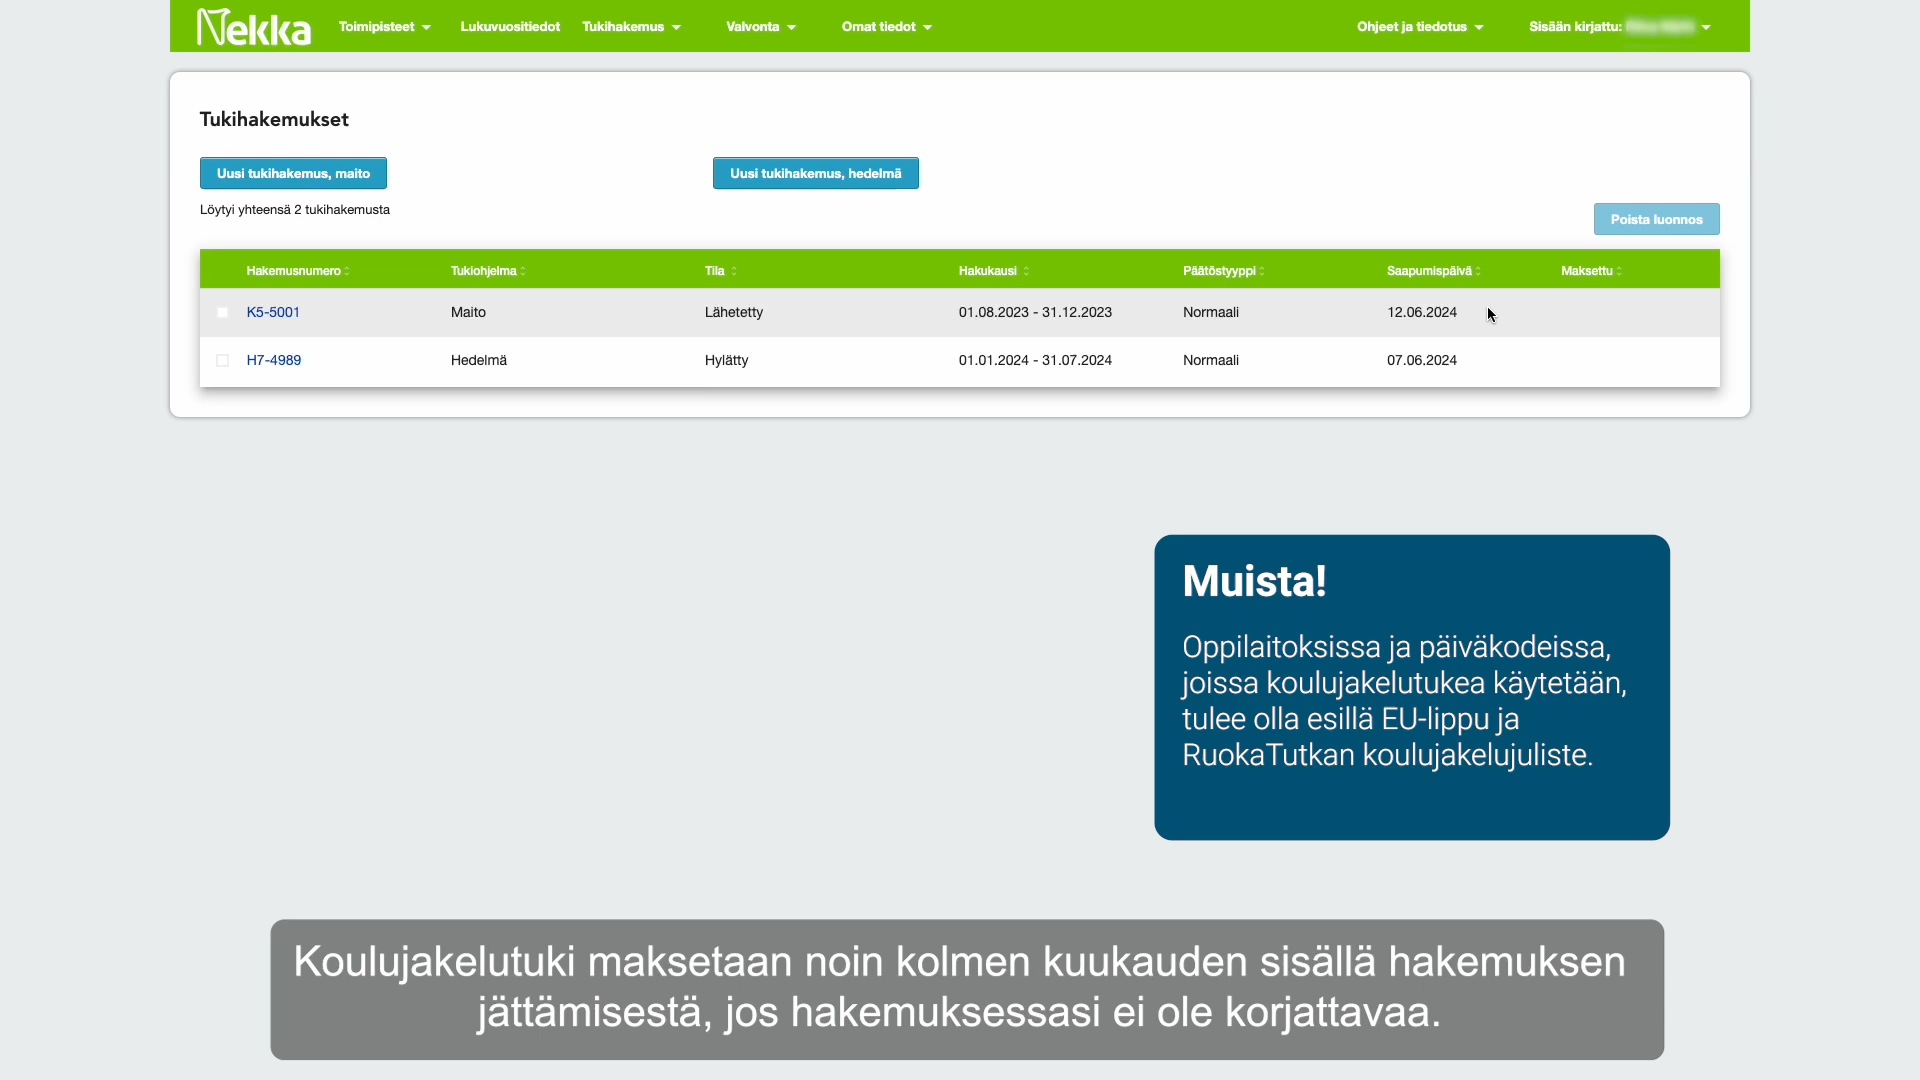 Nekka Toimipisteet Lukuvuositiedot Tukihakemus Valvonta Omat tiedot Ohjeet ja tiedotus Sisään kirjattu:
Tukihakemukset
Uusi tukihakemus, maito Uusi tukihakemus, hedelmä
Löytyi yhteensä 2 tukihakemusta
Poista luonnos
Hakemusnumero Tukiohjelma Tila Hakukausi Päätöstyyppi Saapumispäivä Maksettu
K5-5001 Maito Lähetetty 01.08.2023 - 31.12.2023 Normaali 12.06.2024
H7-4989 Hedelmä Hylätty 01.01.2024 - 31.07.2024 Normaali 07.06.2024
Muista!
Oppilaitoksissa ja päiväkodeissa,
joissa koulujakelutukea käytetään,
tulee olla esillä EU-lippu ja
RuokaTutkan koulujakelujuliste.
Koulujakelutuki maksetaan noin kolmen kuukauden sisällä hakemuksen
jättämisestä, jos hakemuksessasi ei ole korjattavaa.